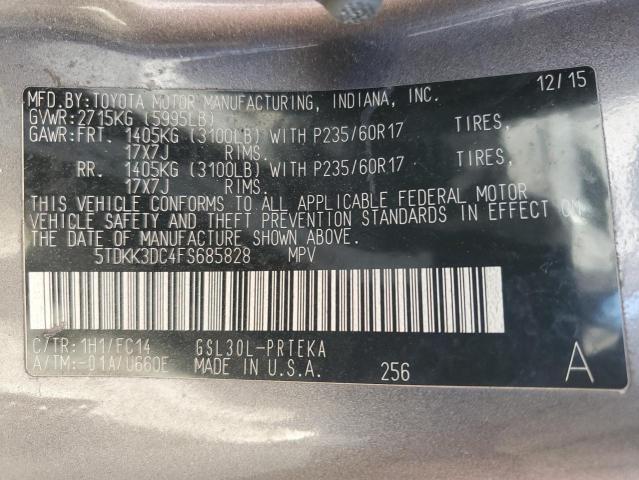 MFD.BY:TOYOTA MOTOR MANUFACTURING, INDIANA, INC. 12/15
GVWR:2715KG (5995LB)
GAWR:FRT. 1405KG (3100LB) WITH P235/60R17 TIRES,
17X7J RIMS.
RR. 1405KG (3100LB) WITH P235/60R17 TIRES,
17X7J RIMS.
THIS VEHICLE CONFORMS TO ALL APPLICABLE FEDERAL MOTOR
VEHICLE SAFETY AND THEFT PREVENTION STANDARDS IN EFFECT ON
THE DATE OF MANUFACTURE SHOWN ABOVE.
5TDKK3DC4FS685828 MPV
C/TR:1H1/FC14 GSL30L-PRTEKA
A/TM:-01A/U660E MADE IN U.S.A. 256 A